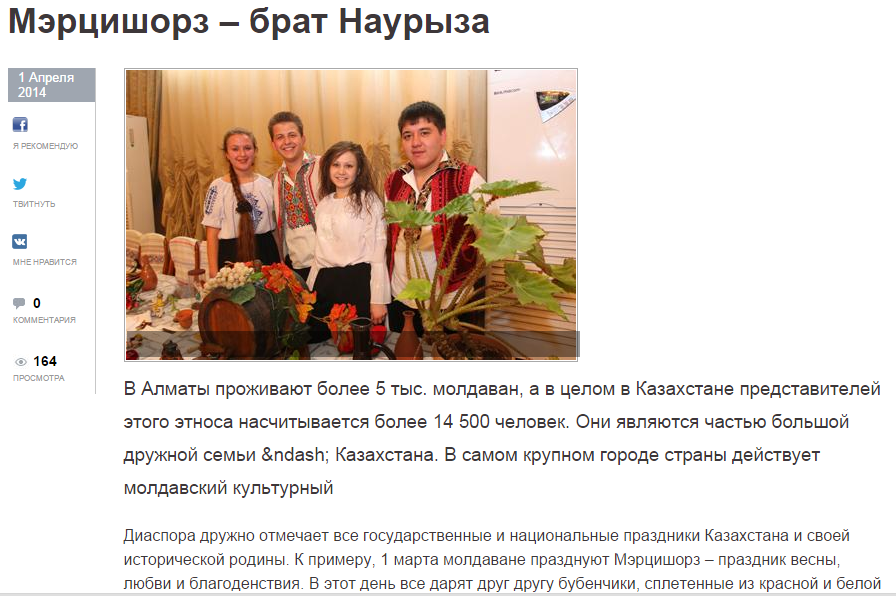 Мэрцишорз – брат Наурыза
1 Апреля
2014
Я РЕКОМЕНДУЮ
ТВИТНУТЬ
МНЕ НРАВИТСЯ
0
КОММЕНТАРИЯ
164
ПРОСМОТРА
В Алматы проживают более 5 тыс. молдаван, а в целом в Казахстане представителей
этого этноса насчитывается более 14 500 человек. Они являются частью большой
дружной семьи &ndash; Казахстана. В самом крупном городе страны действует
молдавский культурный
Диаспора дружно отмечает все государственные и национальные праздники Казахстана и своей
исторической родины. К примеру, 1 марта молдаване празднуют Мэрцишорз – праздник весны,
любви и благоденствия. В этот день все дарят друг другу бубенчики, сплетенные из красной и белой